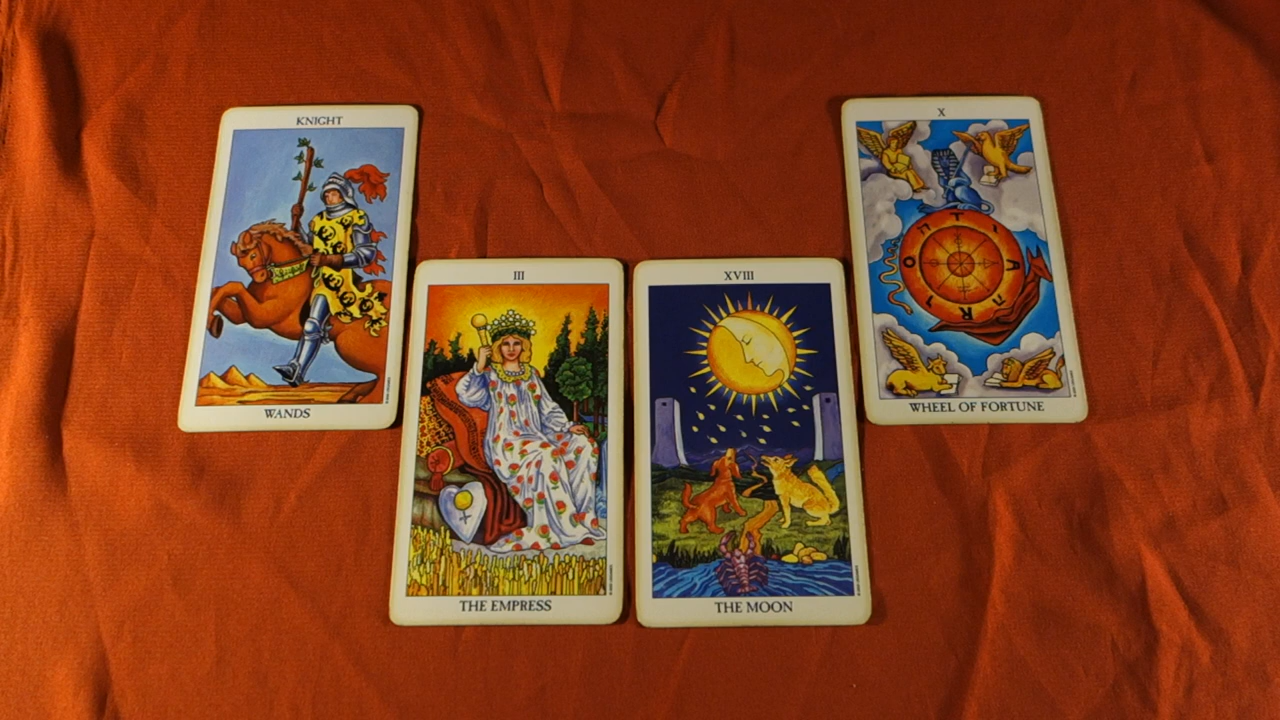 KNIGHT
WANDS
III
THE EMPRESS
XVIII
THE MOON
X
WHEEL OF FORTUNE